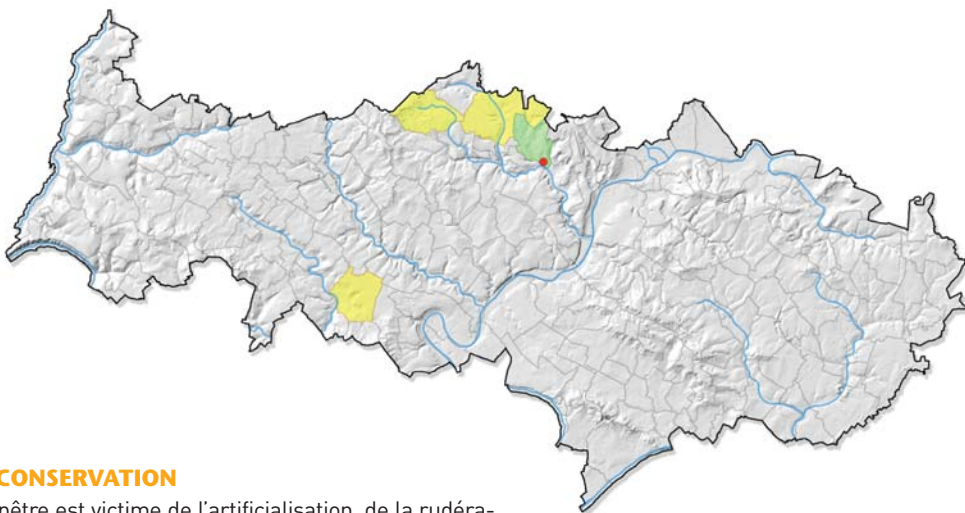 CONSERVATION
pêtre est victime de l'artificialisation, de la rudéra-